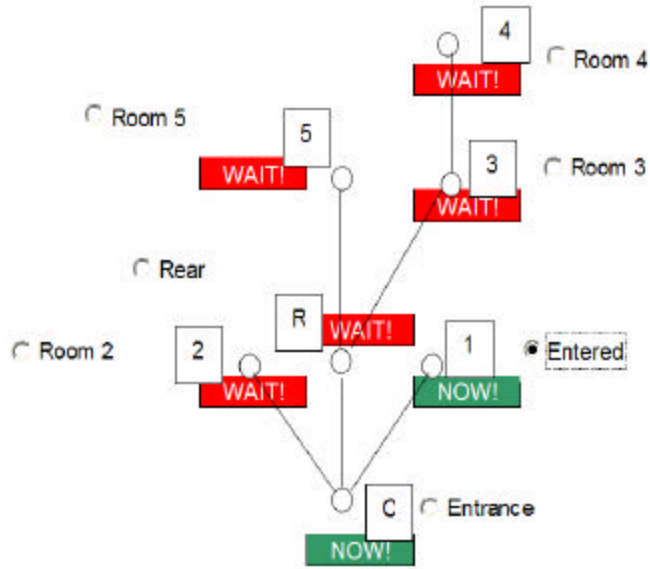 4
Room 4
WAIT!
Room 5
5
3
Room 3
WAIT!
WAIT!
Rear
R
WAIT!
1
Entered
Room 2
2
WAIT!
NOW!
C
Entrance
NOW!